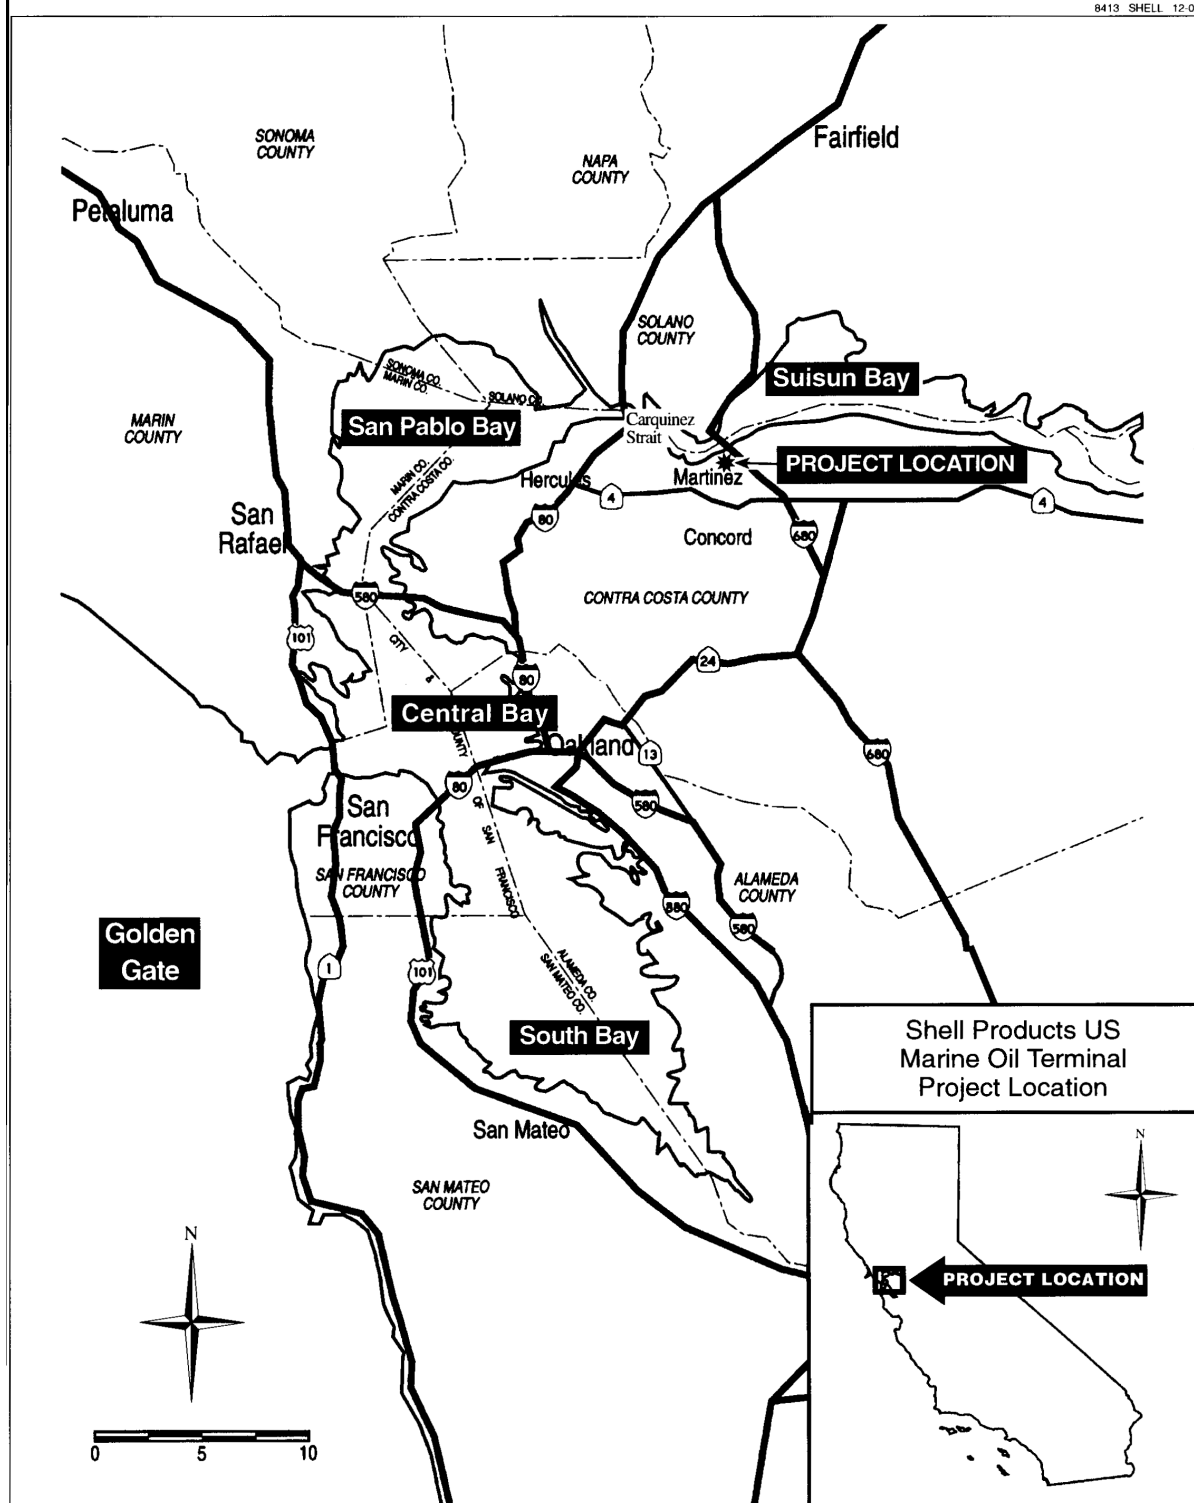 8413 SHELL 12-0
SONOMA
COUNTY
NAPA
COUNTY
Fairfield
Petaluma
SOLANO
COUNTY
SONOMA CO.
MARIN CO.
SOLANO CO.
Suisun Bay
MARIN
COUNTY
San Pablo Bay
Carquinez
Strait
MARIN CO.
CONTRA COSTA CO.
Hercules
Martinez
PROJECT LOCATION
4
4
80
San
Rafael
Concord
680
580
CONTRA COSTA COUNTY
101
CITY
&
COUNTY
OF
SAN
FRANCISCO
24
80
Central Bay
Oakland
13
680
80
580
San
Francisco
SAN FRANCISCO
COUNTY
ALAMEDA
COUNTY
880
580
Golden
Gate
1
101
ALAMEDA CO.
SAN MATEO CO.
South Bay
San Mateo
SAN MATEO
COUNTY
N
0 5 10
Shell Products US
Marine Oil Terminal
Project Location
N
PROJECT LOCATION